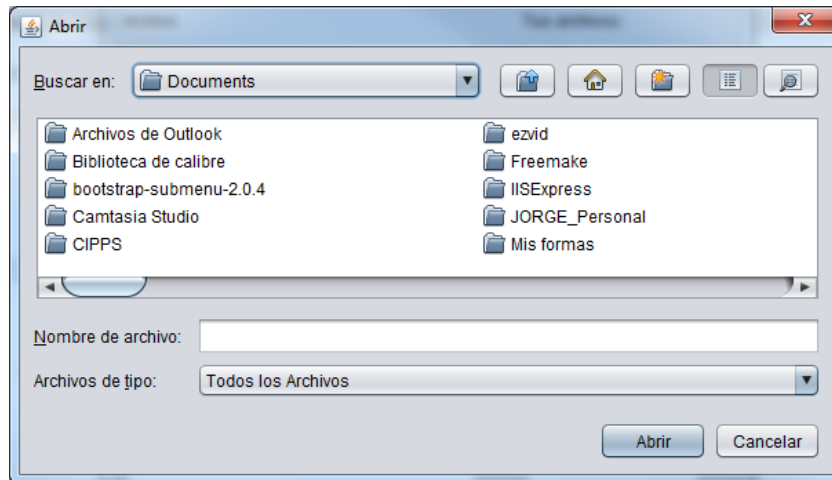 Abrir
Buscar en: Documents
Archivos de Outlook
Biblioteca de calibre
bootstrap-submenu-2.0.4
Camtasia Studio
CIPPS
ezvid
Freemake
IISExpress
JORGE_Personal
Mis formas
Nombre de archivo:
Archivos de tipo: Todos los Archivos
Abrir Cancelar